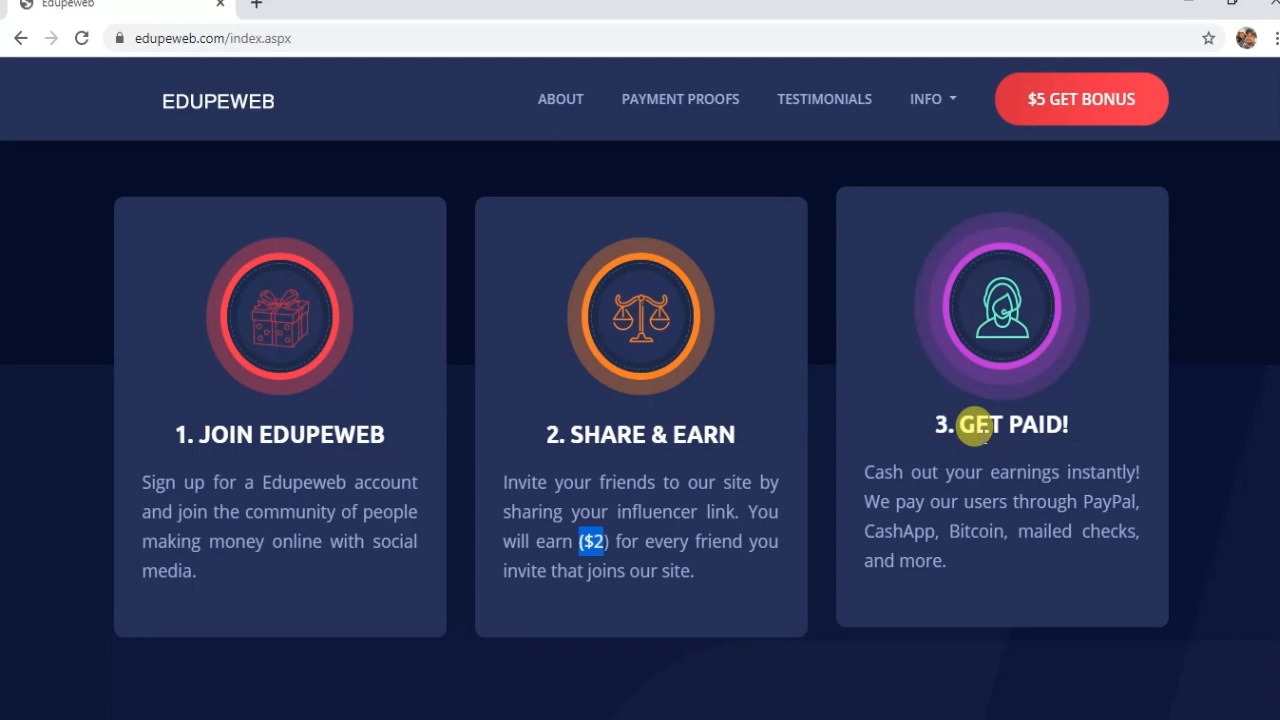 Edupeweb
edupeweb.com/index.aspx
EDUPEWEB
ABOUT
PAYMENT PROOFS
TESTIMONIALS
INFO
$5 GET BONUS
1. JOIN EDUPEWEB
Sign up for a Edupeweb account
and join the community of people
making money online with social
media.
2. SHARE & EARN
Invite your friends to our site by
sharing your influencer link. You
will earn ($2) for every friend you
invite that joins our site.
3. GET PAID!
Cash out your earnings instantly!
We pay our users through PayPal,
CashApp, Bitcoin, mailed checks,
and more.